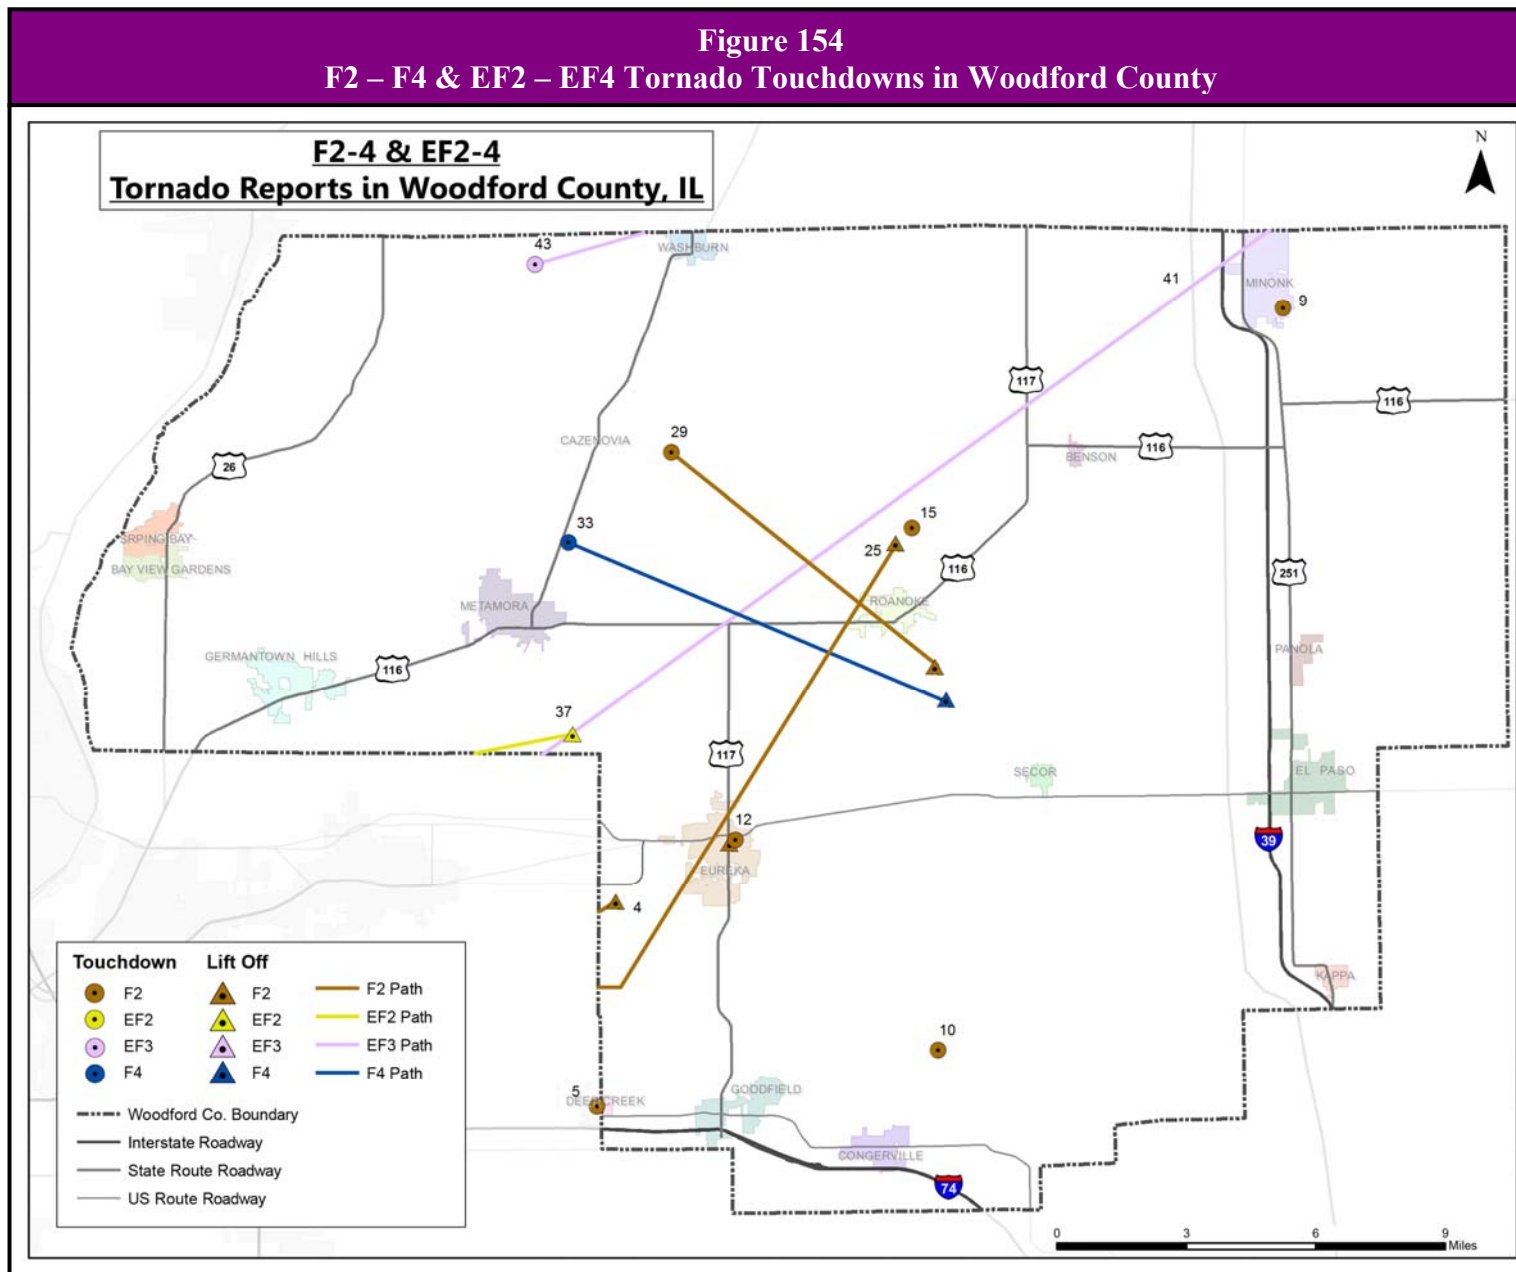 Figure 154
F2 – F4 & EF2 – EF4 Tornado Touchdowns in Woodford County
F2-4 & EF2-4
Tornado Reports in Woodford County, IL
N
43
WASHBURN
41
MINONK
9
117
116
29
CAZENOVIA
116
BENSON
26
33
15
SRPING BAY
25
116
251
BAY VIEW GARDENS
METAMORA
ROANOKE
PANOLA
GERMANTOWN HILLS
116
37
117
SECOR
EL PASO
12
39
EUREKA
4
KAPPA
Touchdown Lift Off
F2 F2 F2 Path
EF2 EF2 EF2 Path
EF3 EF3 EF3 Path
F4 F4 F4 Path
Woodford Co. Boundary
Interstate Roadway
State Route Roadway
US Route Roadway
10
5
DEER CREEK
GOODFIELD
CONGERVILLE
74
0 3 6 9
Miles